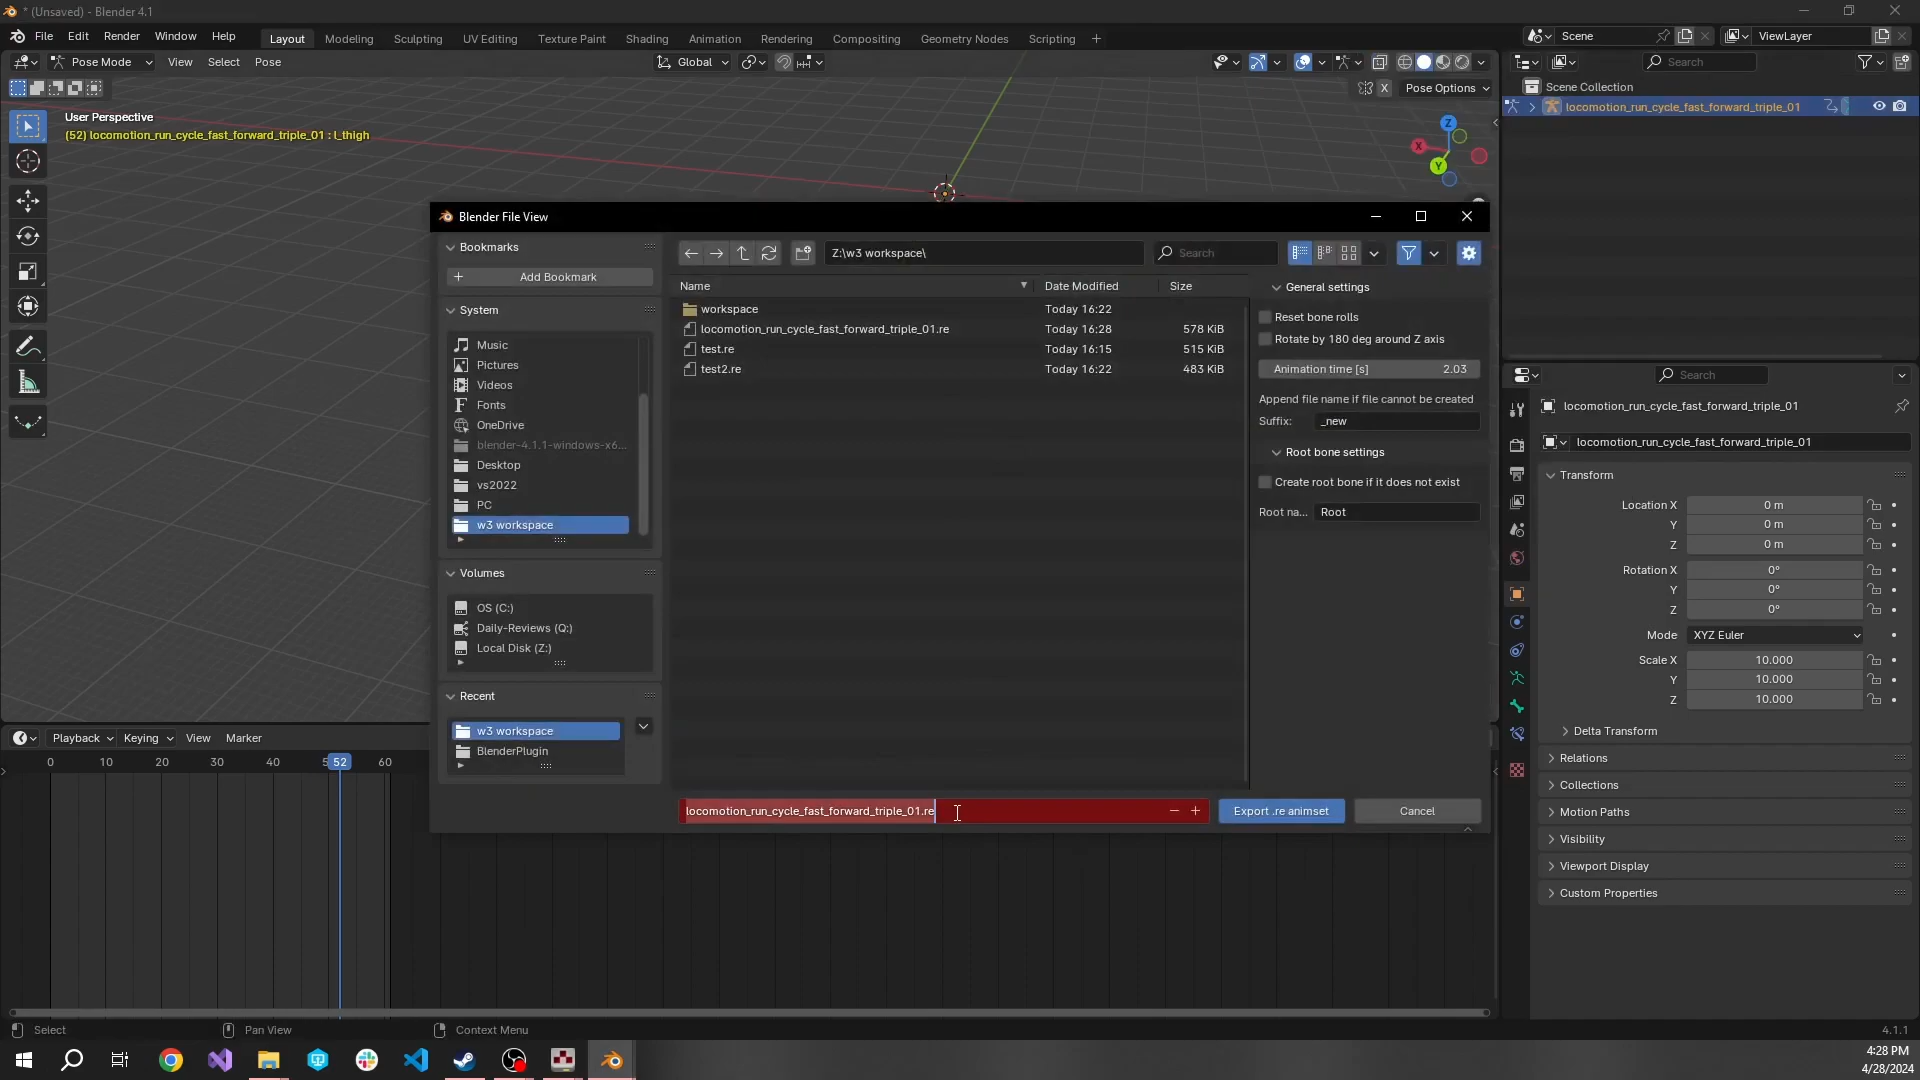 * (Unsaved) - Blender 4.1
File Edit Render Window Help
Layout Modeling Sculpting UV Editing Texture Paint Shading Animation Rendering Compositing Geometry Nodes Scripting +
Scene
ViewLayer
Pose Mode View Select Pose
Global
Search
X Pose Options
Scene Collection
locomotion_run_cycle_fast_forward_triple_01
User Perspective
(52) locomotion_run_cycle_fast_forward_triple_01 : l_thigh
Z
X
Y
Blender File View
Bookmarks
Add Bookmark
System
Music
Pictures
Videos
Fonts
OneDrive
blender-4.1.1-windows-x6...
Desktop
vs2022
PC
w3 workspace
Volumes
OS (C:)
Daily-Reviews (Q:)
Local Disk (Z:)
Recent
w3 workspace
BlenderPlugin
Z:\w3 workspace\
Search
Name Date Modified Size
workspace Today 16:22
locomotion_run_cycle_fast_forward_triple_01.re Today 16:28 578 KiB
test.re Today 16:15 515 KiB
test2.re Today 16:22 483 KiB
General settings
Reset bone rolls
Rotate by 180 deg around Z axis
Animation time [s] 2.03
Append file name if file cannot be created
Suffix: _new
Root bone settings
Create root bone if it does not exist
Root na... Root
locomotion_run_cycle_fast_forward_triple_01.re
Export .re animset
Cancel
Search
locomotion_run_cycle_fast_forward_triple_01
locomotion_run_cycle_fast_forward_triple_01
Transform
Location X 0 m
Y 0 m
Z 0 m
Rotation X 0°
Y 0°
Z 0°
Mode XYZ Euler
Scale X 10.000
Y 10.000
Z 10.000
Delta Transform
Relations
Collections
Motion Paths
Visibility
Viewport Display
Custom Properties
Playback Keying View Marker
0 10 20 30 40 5 52 60
Select Pan View Context Menu
4.1.1
4:28 PM
4/28/2024